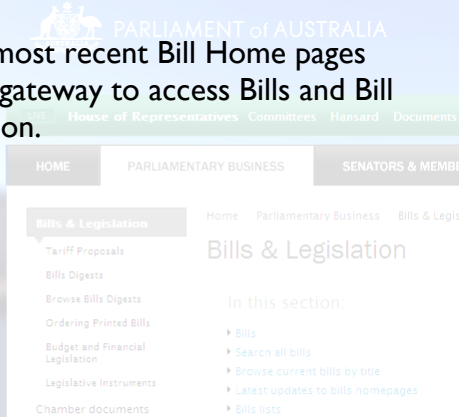 PARLIAMENT of AUSTRALIA
most recent Bill Home pages
gateway to access Bills and Bill
on.
House of Representatives Committees Hansard Documents
HOME PARLIAMENTARY BUSINESS SENATORS & MEMB
Home Parliamentary Business Bills & Legis
Bills & Legislation
Tariff Proposals
Bills Digests
Browse Bills Digests
Ordering Printed Bills
Budget and Financial
Legislation
Legislative Instruments
Chamber documents
Bills & Legislation
In this section:
Bills
Search all bills
Browse current bills by title
Latest updates to bills homepages
Bills lists